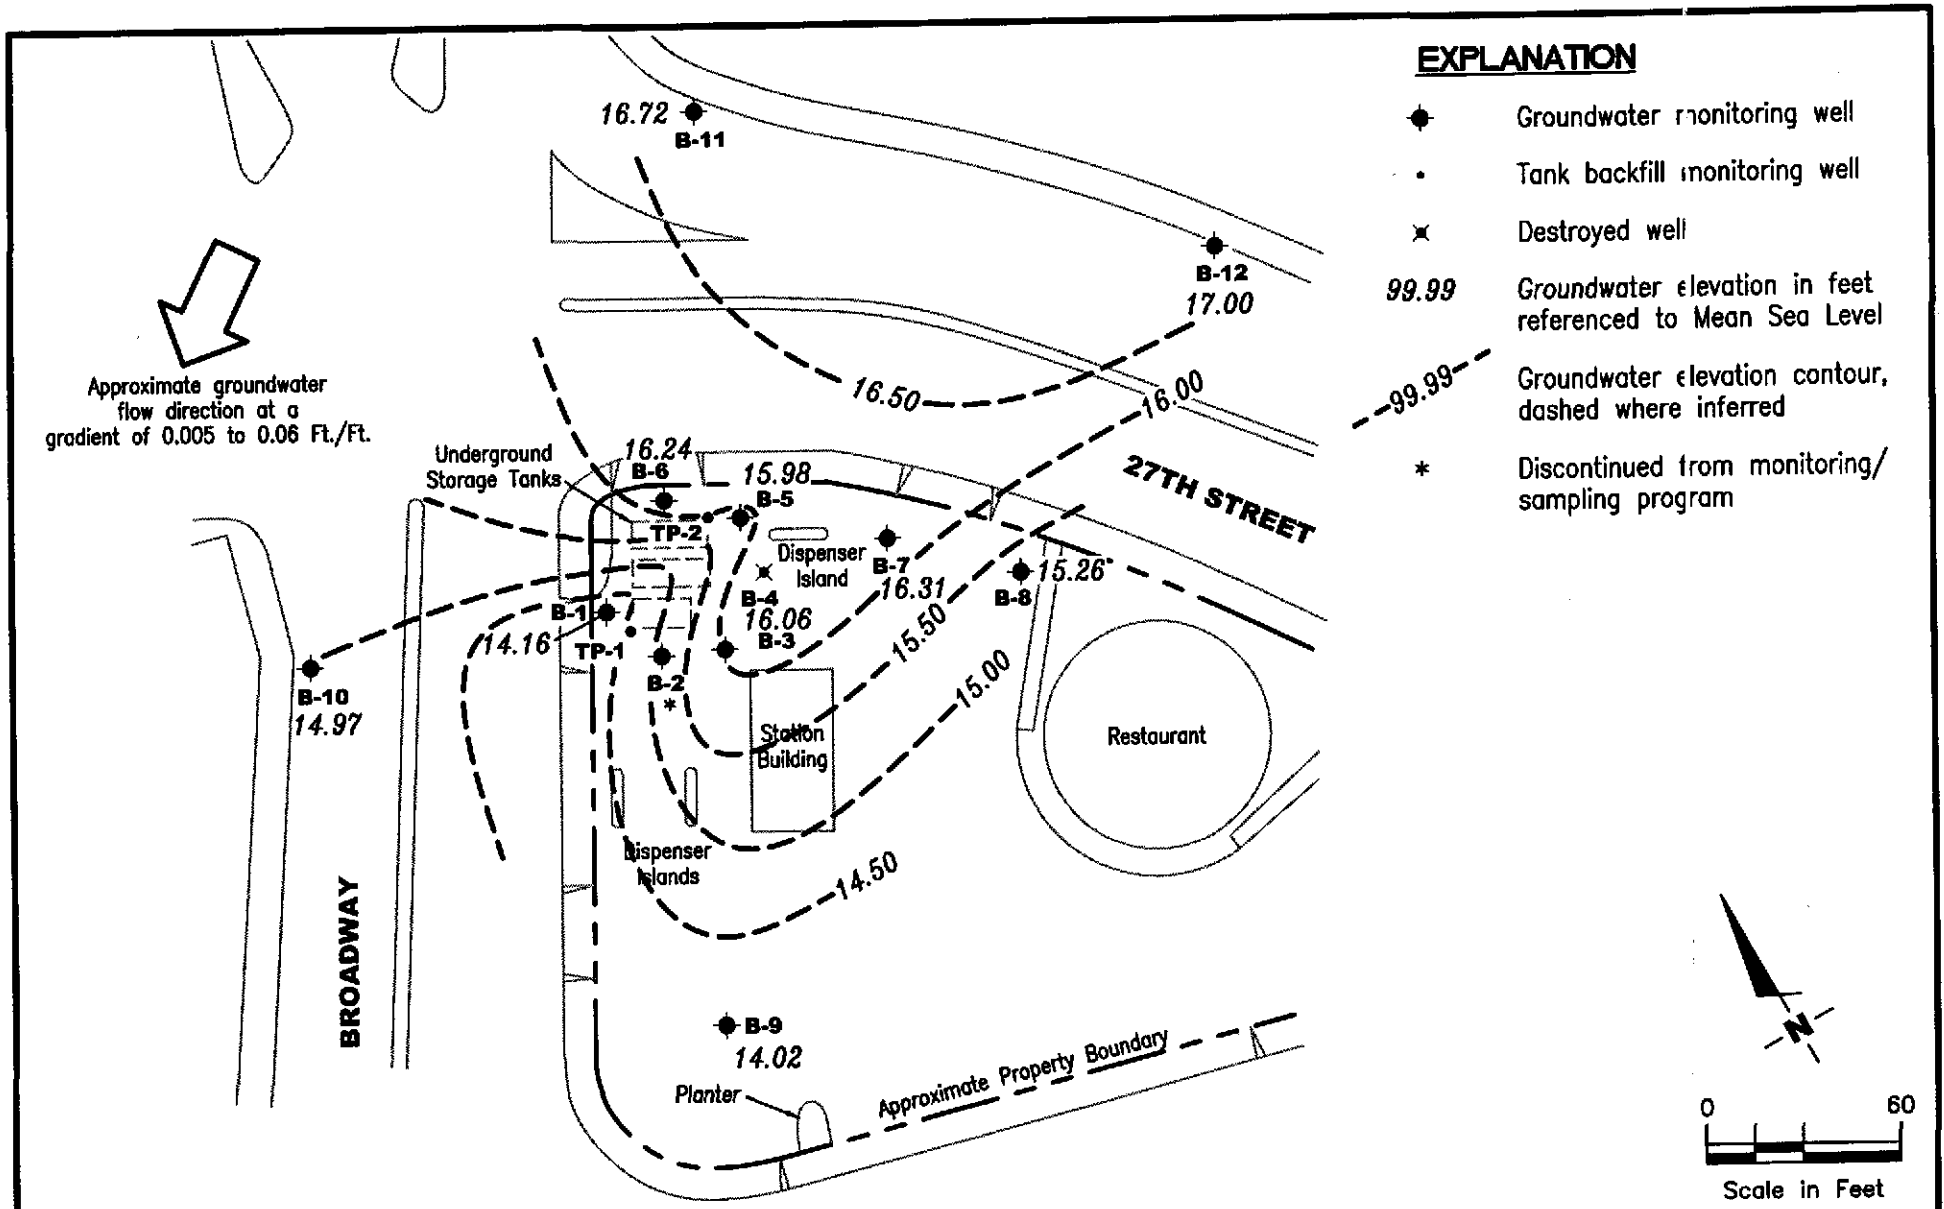 EXPLANATION
Groundwater monitoring well
Tank backfill monitoring well
Destroyed well
99.99
Groundwater elevation in feet
referenced to Mean Sea Level
99.99
Groundwater elevation contour,
dashed where inferred
*
Discontinued from monitoring/
sampling program
16.72
B-11
B-12
17.00
Approximate groundwater
flow direction at a
gradient of 0.005 to 0.06 Ft./Ft.
16.50
16.00
Underground
Storage Tanks
16.24
B-6
15.98
B-5
27TH STREET
TP-2
Dispenser
Island
B-7
16.31
B-8
15.26
B-4
16.06
B-3
B-1
14.16
TP-1
B-2
*
15.50
15.00
B-10
14.97
Station
Building
Restaurant
Dispenser
Islands
14.50
BROADWAY
B-9
14.02
Planter
Approximate Property Boundary
N
0 60
Scale in Feet